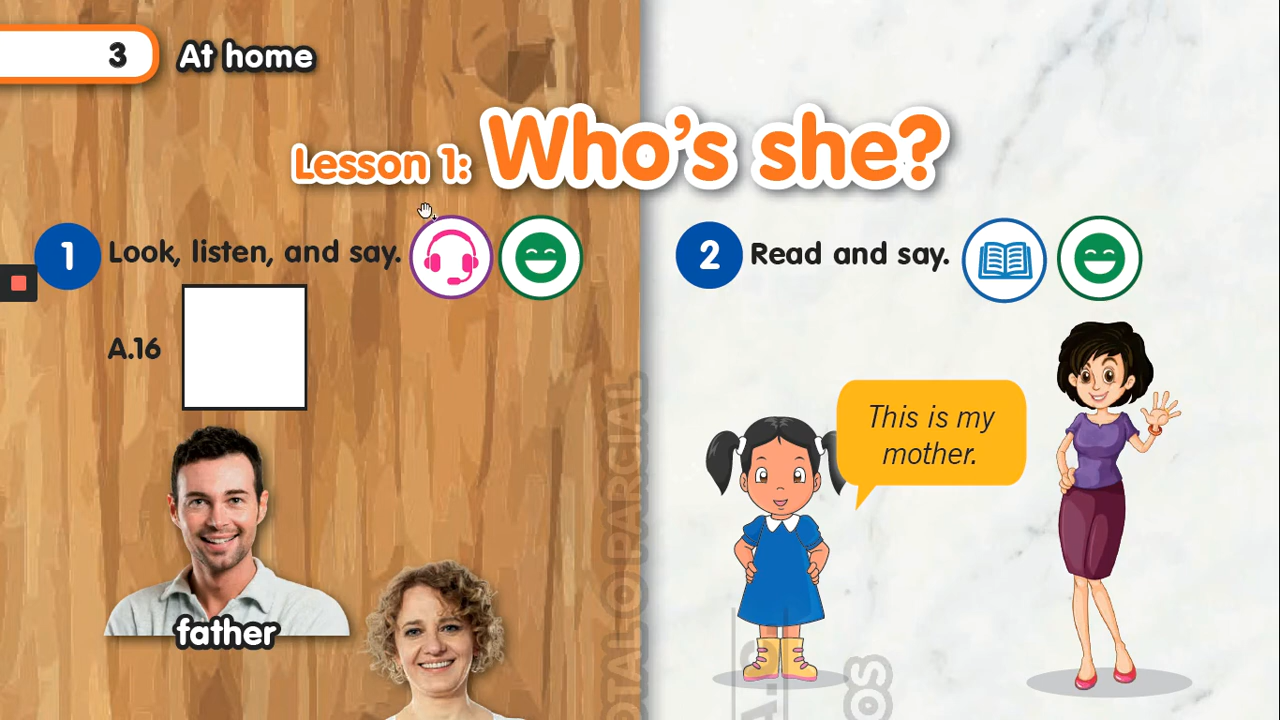 3 At home
Lesson 1: Who's she?
1 Look, listen, and say.
A.16
father
2 Read and say.
This is my
mother.